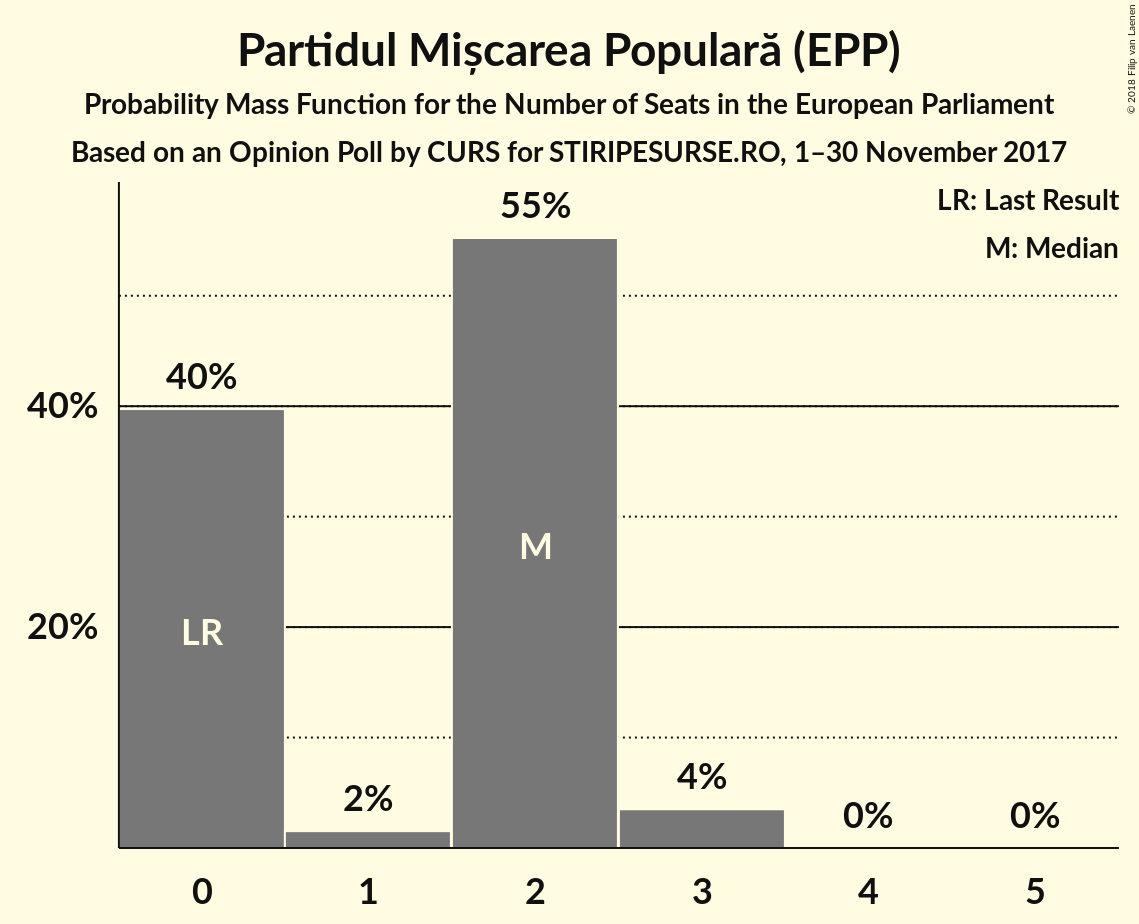 Partidul Mișcarea Populară (EPP)
Probability Mass Function for the Number of Seats in the European Parliament
Based on an Opinion Poll by CURS for STIRIPESURSE.RO, 1–30 November 2017
© 2018 Filip van Laenen
LR: Last Result
M: Median
55%
40%
40%
M
20%
LR
2%
4%
0%
0%
0 1 2 3 4 5